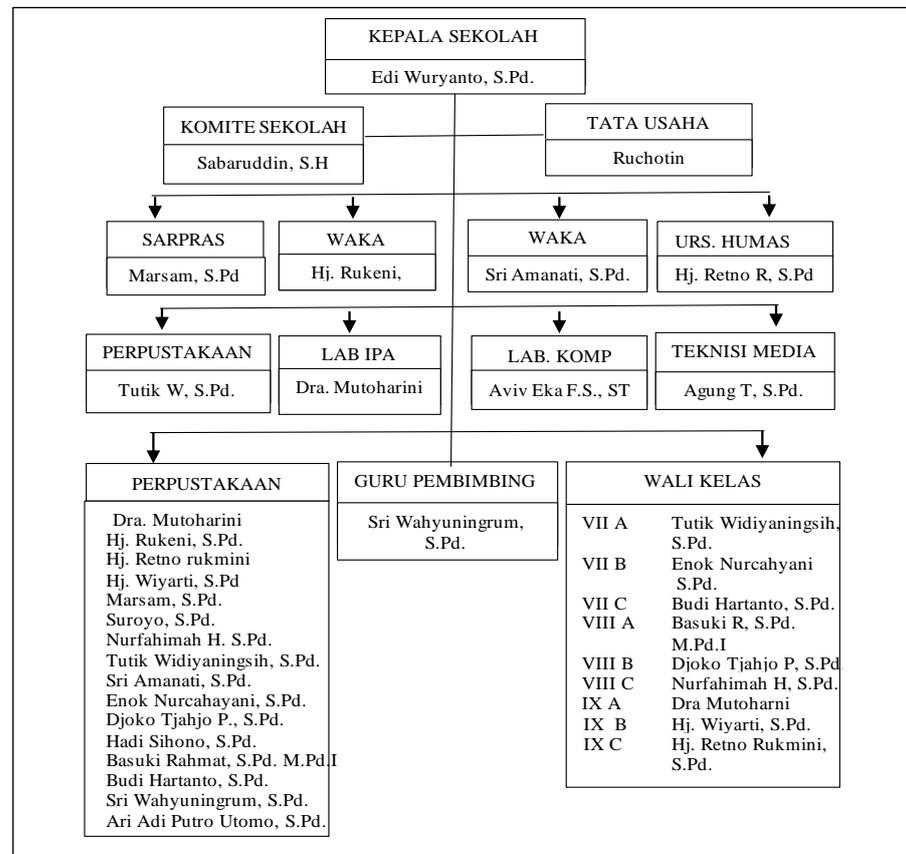 KEPALA SEKOLAH
Edi Wuryanto, S.Pd.
KOMITE SEKOLAH
Sabaruddin, S.H
TATA USAHA
Ruchotin
SARPRAS
Marsam, S.Pd
WAKA
Hj. Rukeni,
WAKA
Sri Amanati, S.Pd.
URS. HUMAS
Hj. Retno R, S.Pd
PERPUSTAKAAN
Tutik W, S.Pd.
LAB IPA
Dra. Mutoharini
LAB. KOMP
Aviv Eka F.S., ST
TEKNISI MEDIA
Agung T, S.Pd.
PERPUSTAKAAN
Dra. Mutoharini
Hj. Rukeni, S.Pd.
Hj. Retno rukmini
Hj. Wiyarti, S.Pd
Marsam, S.Pd.
Suroyo, S.Pd.
Nurfahimah H. S.Pd.
Tutik Widiyaningsih, S.Pd.
Sri Amanati, S.Pd.
Enok Nurcahayani, S.Pd.
Djoko Tjahjo P., S.Pd.
Hadi Sihono, S.Pd.
Basuki Rahmat, S.Pd. M.Pd.I
Budi Hartanto, S.Pd.
Sri Wahyuningrum, S.Pd.
Ari Adi Putro Utomo, S.Pd.
GURU PEMBIMBING
Sri Wahyuningrum,
S.Pd.
WALI KELAS
VII A Tutik Widiyaningsih,
S.Pd.
VII B Enok Nurcahyani
S.Pd.
VII C Budi Hartanto, S.Pd.
VIII A Basuki R, S.Pd.
M.Pd.I
VIII B Djoko Tjahjo P, S.Pd
VIII C Nurfahimah H, S.Pd.
IX A Dra Mutoharni
IX B Hj. Wiyarti, S.Pd.
IX C Hj. Retno Rukmini,
S.Pd.